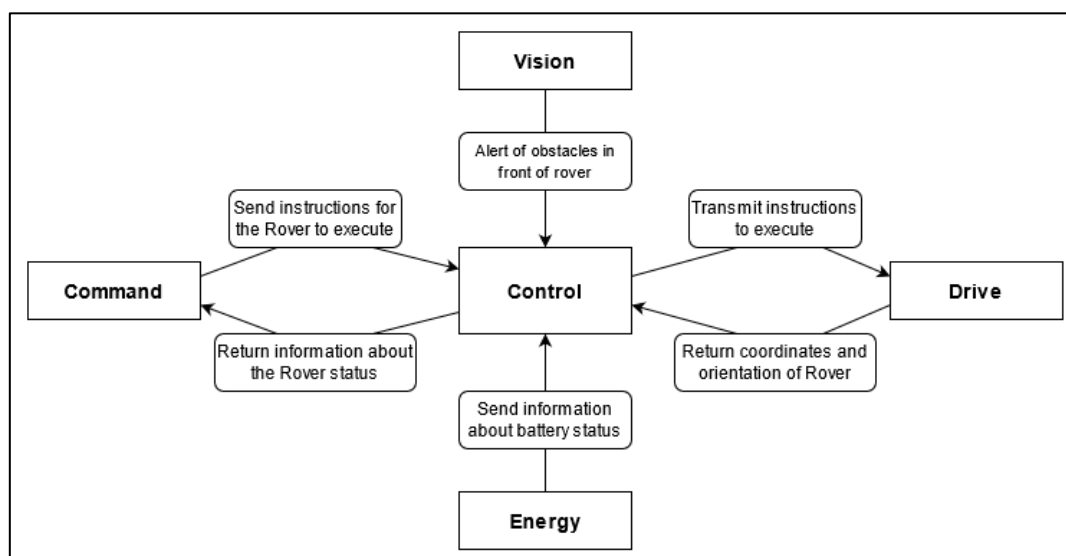 Vision
Alert of obstacles in
front of rover
Send instructions for
the Rover to execute
Transmit instructions
to execute
Command
Control
Drive
Return information about
the Rover status
Return coordinates and
orientation of Rover
Send information
about battery status
Energy